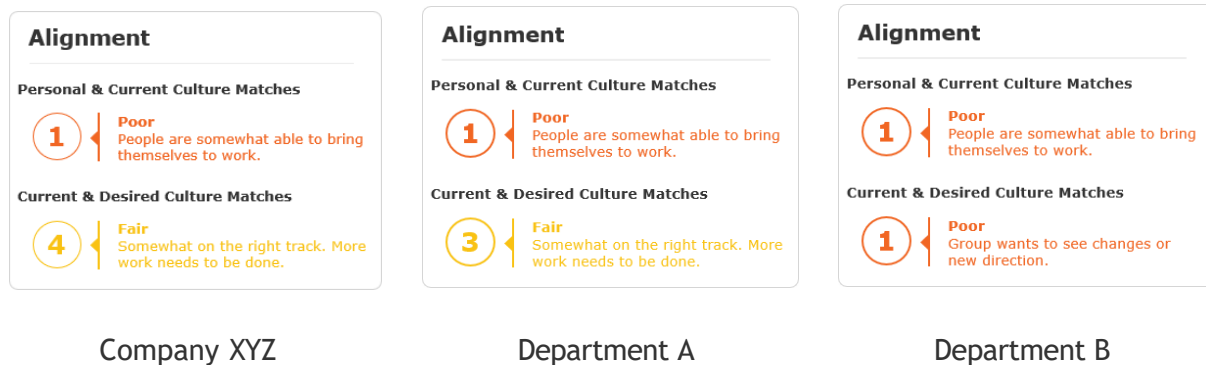 Alignment
Personal & Current Culture Matches
1
Poor
People are somewhat able to bring
themselves to work.
Current & Desired Culture Matches
4
Fair
Somewhat on the right track. More
work needs to be done.
Company XYZ
Alignment
Personal & Current Culture Matches
1
Poor
People are somewhat able to bring
themselves to work.
Current & Desired Culture Matches
3
Fair
Somewhat on the right track. More
work needs to be done.
Department A
Alignment
Personal & Current Culture Matches
1
Poor
People are somewhat able to bring
themselves to work.
Current & Desired Culture Matches
1
Poor
Group wants to see changes or
new direction.
Department B